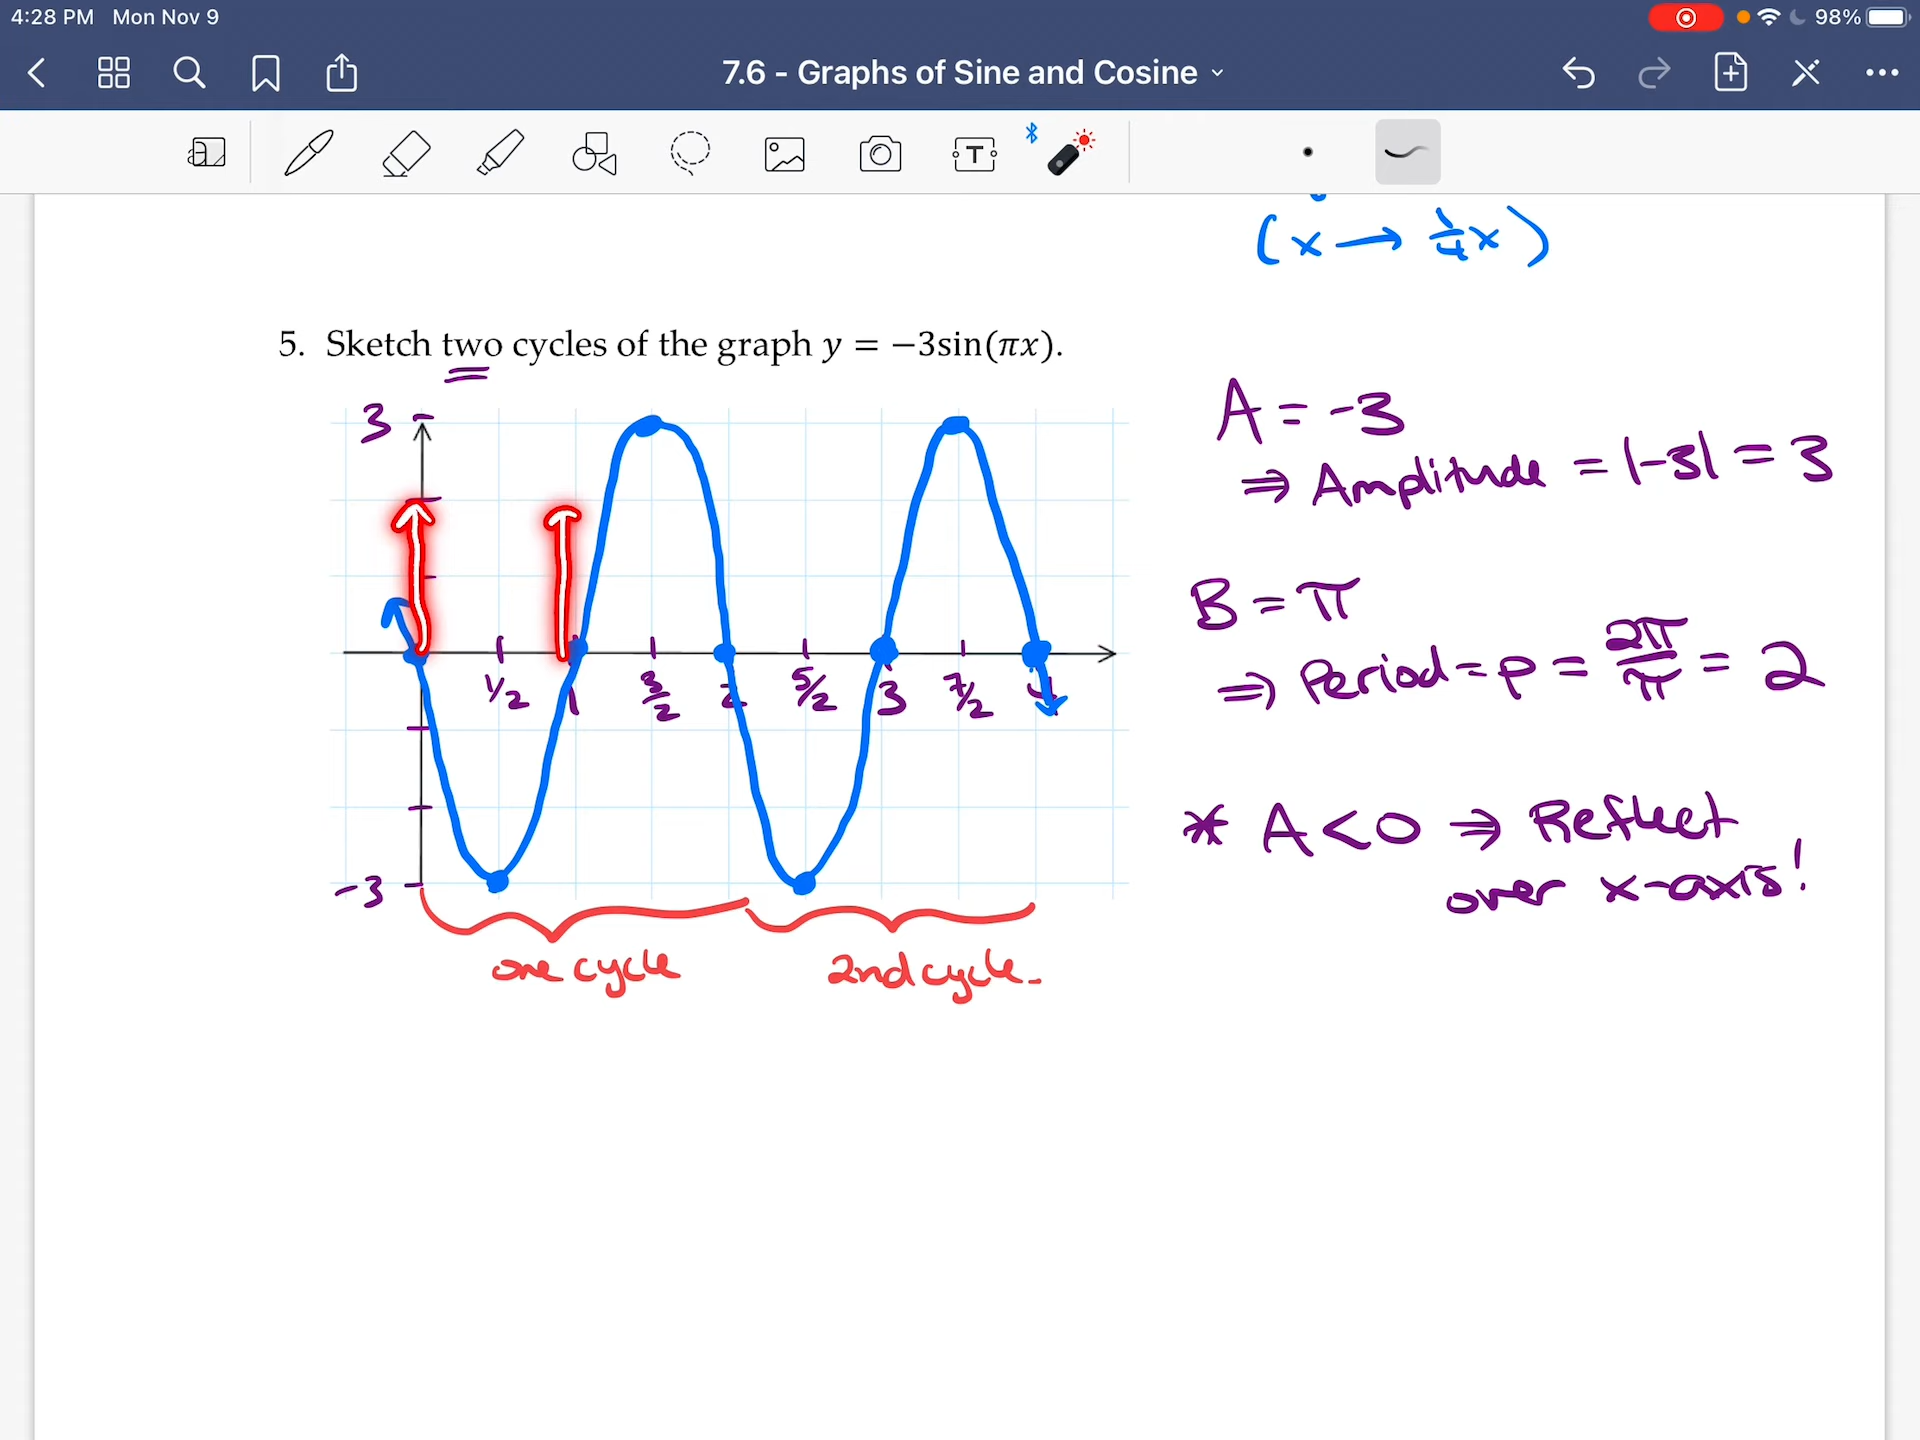 4:28 PM Mon Nov 9
98%
7.6 - Graphs of Sine and Cosine
(x → 1/4 x)
5. Sketch two cycles of the graph y = −3sin(πx).
3
A = -3
⇒ Amplitude = |-3| = 3
B = π
⇒ Period = p = 2π/π = 2
1/2 1 3/2 2 5/2 3 7/2 4
* A < 0 ⇒ Reflect
over x-axis!
-3
one cycle
2nd cycle